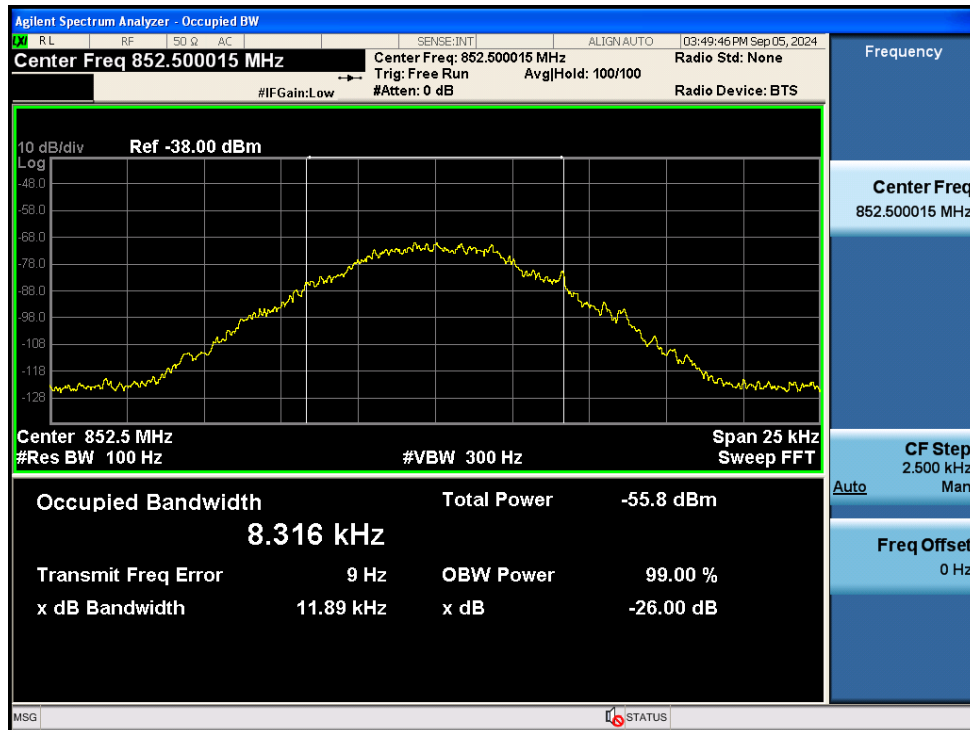 Agilent Spectrum Analyzer - Occupied BW
LXI RL RF 50 Ω AC SENSE:INT ALIGN AUTO 03:49:46 PM Sep 05, 2024
Center Freq 852.500015 MHz
Center Freq: 852.500015 MHz
Radio Std: None
Trig: Free Run Avg|Hold: 100/100
#IFGain:Low
#Atten: 0 dB
Radio Device: BTS
10 dB/div Ref -38.00 dBm
Log
-48.0
-58.0
-68.0
-78.0
-88.0
-98.0
-108
-118
-128
Center 852.5 MHz Span 25 kHz
#Res BW 100 Hz #VBW 300 Hz Sweep FFT
Occupied Bandwidth Total Power -55.8 dBm
8.316 kHz
Transmit Freq Error 9 Hz OBW Power 99.00 %
x dB Bandwidth 11.89 kHz x dB -26.00 dB
MSG STATUS
Frequency
Center Freq
852.500015 MHz
CF Step
2.500 kHz
Auto Man
Freq Offset
0 Hz